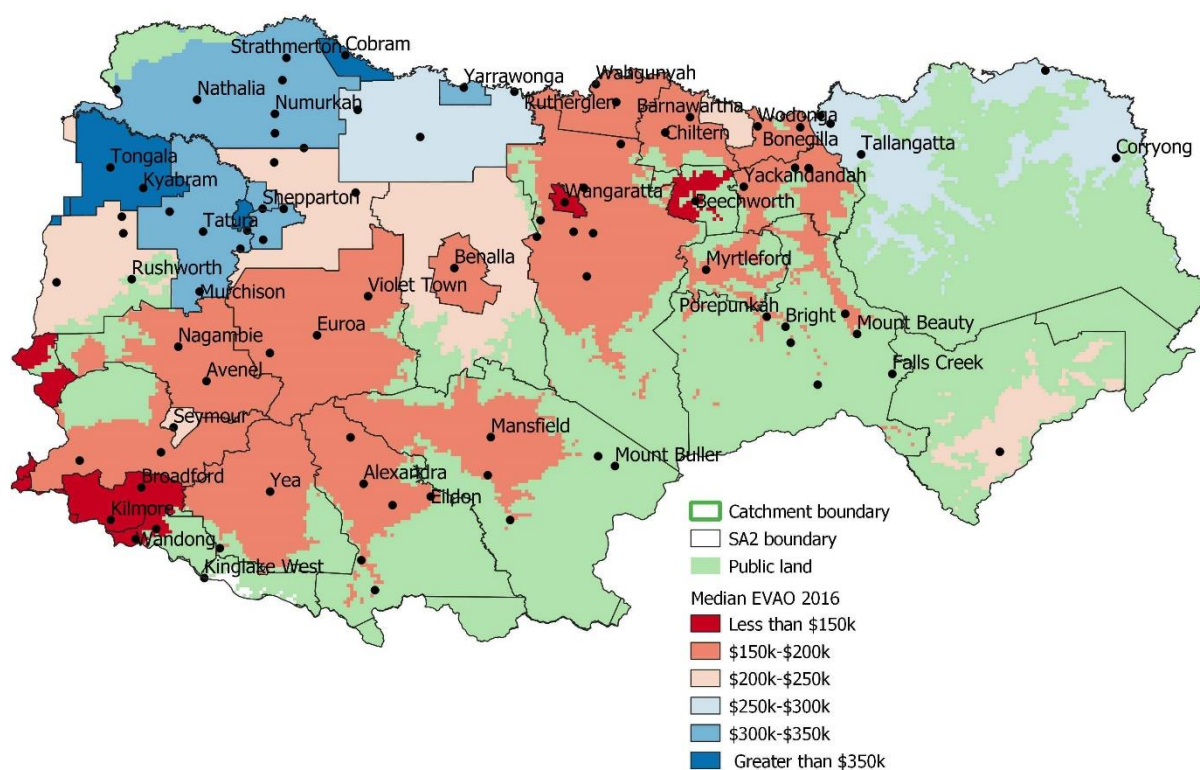 Strathmerton
Cobram
Nathalia
Numurkah
Yarrawonga
Wahgunyah
Rutherglen
Barnawartha
Chiltern
Wodonga
Bonegilla
Tallangatta
Corryong
Tongala
Kyabram
Shepparton
Tatura
Wangaratta
Beechworth
Yackandandah
Rushworth
Murchison
Violet Town
Benalla
Myrtleford
Porepunkah
Bright
Mount Beauty
Nagambie
Euroa
Avenel
Falls Creek
Seymour
Mansfield
Mount Buller
Broadford
Yea
Alexandra
Eildon
Kilmore
Wandong
Kinglake West
Catchment boundary
SA2 boundary
Public land
Median EVAO 2016
Less than $150k
$150k-$200k
$200k-$250k
$250k-$300k
$300k-$350k
Greater than $350k